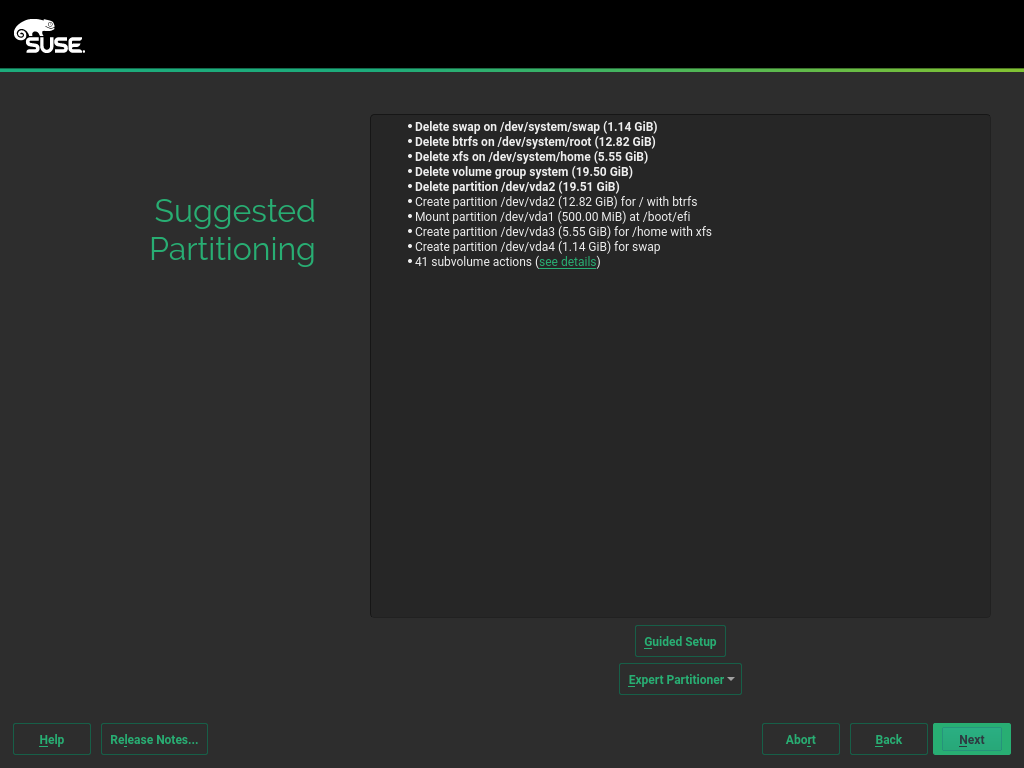 SUSE.
Suggested
Partitioning
• Delete swap on /dev/system/swap (1.14 GiB)
• Delete btrfs on /dev/system/root (12.82 GiB)
• Delete xfs on /dev/system/home (5.55 GiB)
• Delete volume group system (19.50 GiB)
• Delete partition /dev/vda2 (19.51 GiB)
• Create partition /dev/vda2 (12.82 GiB) for / with btrfs
• Mount partition /dev/vda1 (500.00 MiB) at /boot/efi
• Create partition /dev/vda3 (5.55 GiB) for /home with xfs
• Create partition /dev/vda4 (1.14 GiB) for swap
• 41 subvolume actions (see details)
Guided Setup
Expert Partitioner
Help
Release Notes...
Abort
Back
Next